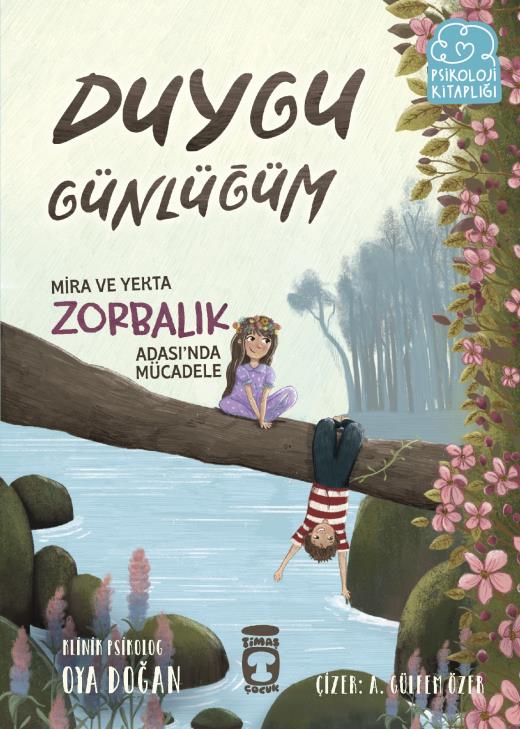 PSİKOLOJİ
KİTAPLIĞI
DUYGU
GÜNLÜĞÜM
MİRA VE YEKTA
ZORBALIK
ADASI'NDA
MÜCADELE
KLİNİK PSİKOLOG
OYA DOĞAN
TİMAŞ
ÇOCUK
ÇİZER: A. GÜLFEM ÖZER